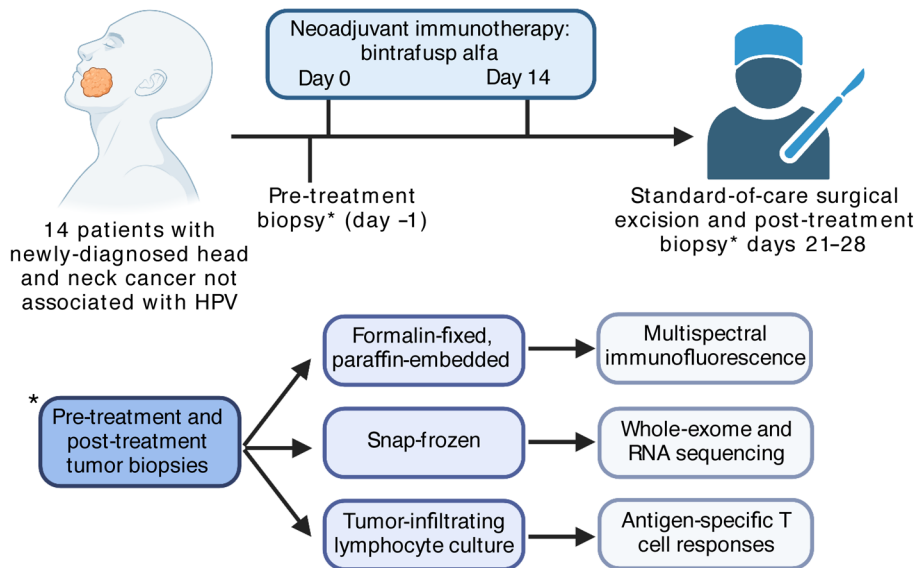 Neoadjuvant immunotherapy:
bintrafusp alfa
Day 0
Day 14
Pre-treatment
biopsy* (day –1)
14 patients with
newly-diagnosed head
and neck cancer not
associated with HPV
Standard-of-care surgical
excision and post-treatment
biopsy* days 21–28
*
Pre-treatment and
post-treatment
tumor biopsies
Formalin-fixed,
paraffin-embedded
Multispectral
immunofluorescence
Snap-frozen
Whole-exome and
RNA sequencing
Tumor-infiltrating
lymphocyte culture
Antigen-specific T
cell responses